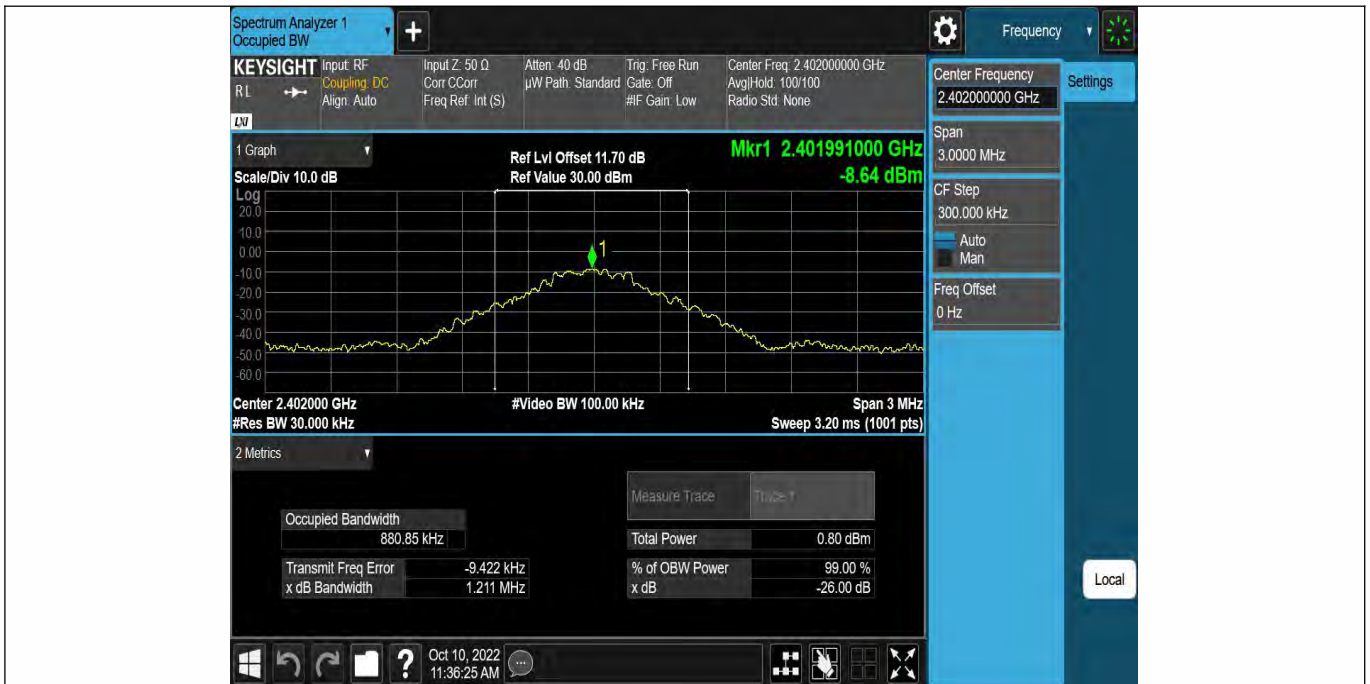 Spectrum Analyzer 1
Occupied BW
+
Frequency
KEYSIGHT
R L
LXI
Input: RF
Coupling: DC
Align: Auto
Input Z: 50 Ω
Corr CCorr
Freq Ref: Int (S)
Atten: 40 dB
µW Path: Standard
Trig: Free Run
Gate: Off
#IF Gain: Low
Center Freq: 2.402000000 GHz
Avg|Hold: 100/100
Radio Std: None
Center Frequency
2.402000000 GHz
Settings
Span
3.0000 MHz
CF Step
300.000 kHz
Auto
Man
Freq Offset
0 Hz
Local
1 Graph
Scale/Div 10.0 dB
Ref Lvl Offset 11.70 dB
Ref Value 30.00 dBm
Mkr1 2.401991000 GHz
-8.64 dBm
Log
20.0
10.0
0.00
-10.0
-20.0
-30.0
-40.0
-50.0
-60.0
1
Center 2.402000 GHz
#Video BW 100.00 kHz
Span 3 MHz
#Res BW 30.000 kHz
Sweep 3.20 ms (1001 pts)
2 Metrics
Measure Trace
Trace 1
Occupied Bandwidth
880.85 kHz
Total Power 0.80 dBm
Transmit Freq Error -9.422 kHz
% of OBW Power 99.00 %
x dB Bandwidth 1.211 MHz
x dB -26.00 dB
?
Oct 10, 2022
11:36:25 AM